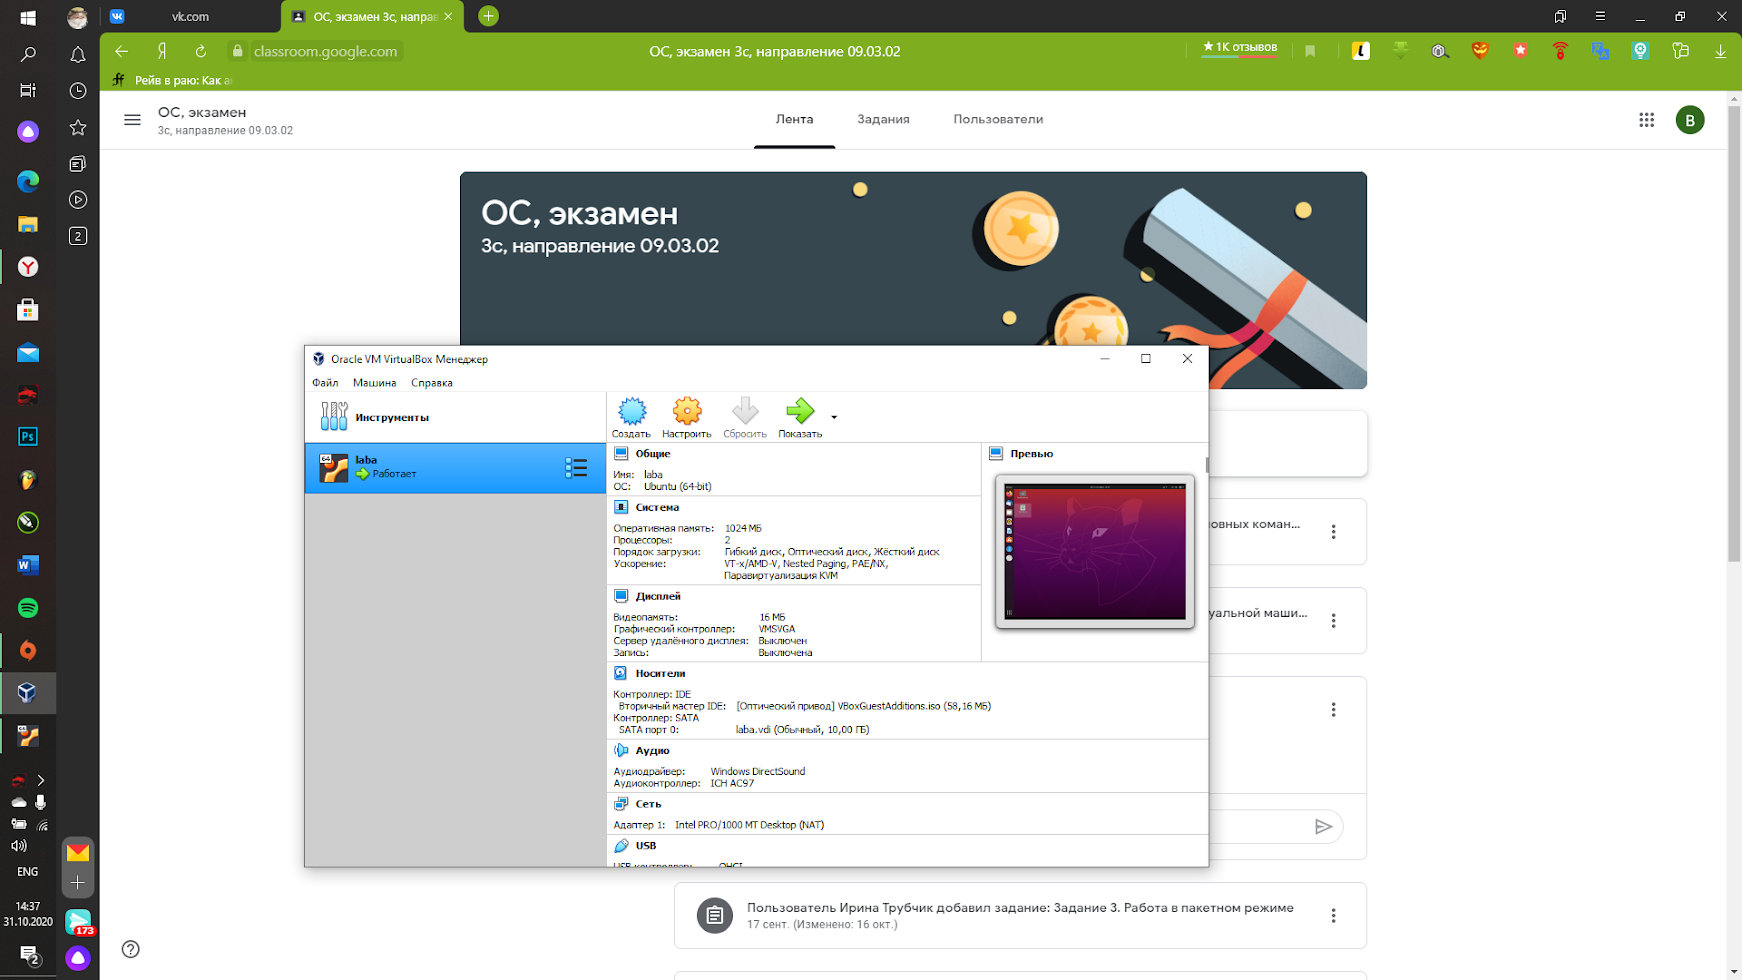 vk.com
ОС, экзамен 3с, напра
classroom.google.com
ОС, экзамен 3с, направление 09.03.02
★ 1K отзывов
Рейв в раю: Как а
ОС, экзамен
3с, направление 09.03.02
Лента
Задания
Пользователи
B
ОС, экзамен
3с, направление 09.03.02
Oracle VM VirtualBox Менеджер
Файл Машина Справка
Инструменты
Создать Настроить Сбросить Показать
64
laba
Работает
Общие
Имя: laba
ОС: Ubuntu (64-bit)
Превью
Система
Оперативная память: 1024 МБ
Процессоры: 2
Порядок загрузки: Гибкий диск, Оптический диск, Жёсткий диск
Ускорение: VT-x/AMD-V, Nested Paging, PAE/NX,
Паравиртуализация KVM
Дисплей
Видеопамять: 16 МБ
Графический контроллер: VMSVGA
Сервер удалённого дисплея: Выключен
Запись: Выключена
Носители
Контроллер: IDE
Вторичный мастер IDE: [Оптический привод] VBoxGuestAdditions.iso (58,16 МБ)
Контроллер: SATA
SATA порт 0: laba.vdi (Обычный, 10,00 ГБ)
Аудио
Аудиодрайвер: Windows DirectSound
Аудиоконтроллер: ICH AC97
Сеть
Адаптер 1: Intel PRO/1000 MT Desktop (NAT)
USB
USB контроллер: OHCI
овных коман...
уальной маши...
Пользователь Ирина Трубчик добавил задание: Задание 3. Работа в пакетном режиме
17 сент. (Изменено: 16 окт.)
2
Ps
W
ENG
14:37
31.10.2020
173
2